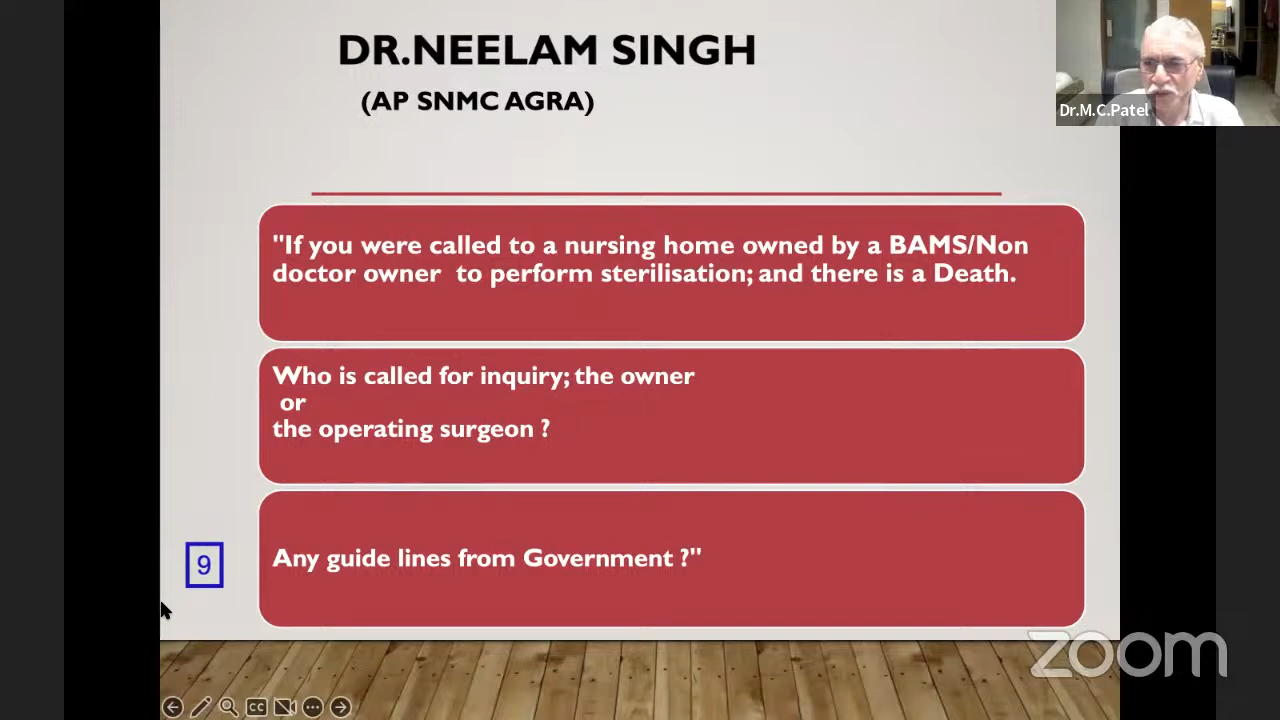 DR.NEELAM SINGH
(AP SNMC AGRA)
Dr.M.C.Patel
"If you were called to a nursing home owned by a BAMS/Non
doctor owner to perform sterilisation; and there is a Death.
Who is called for inquiry; the owner
or
the operating surgeon ?
Any guide lines from Government ?"
9
zoom
CC